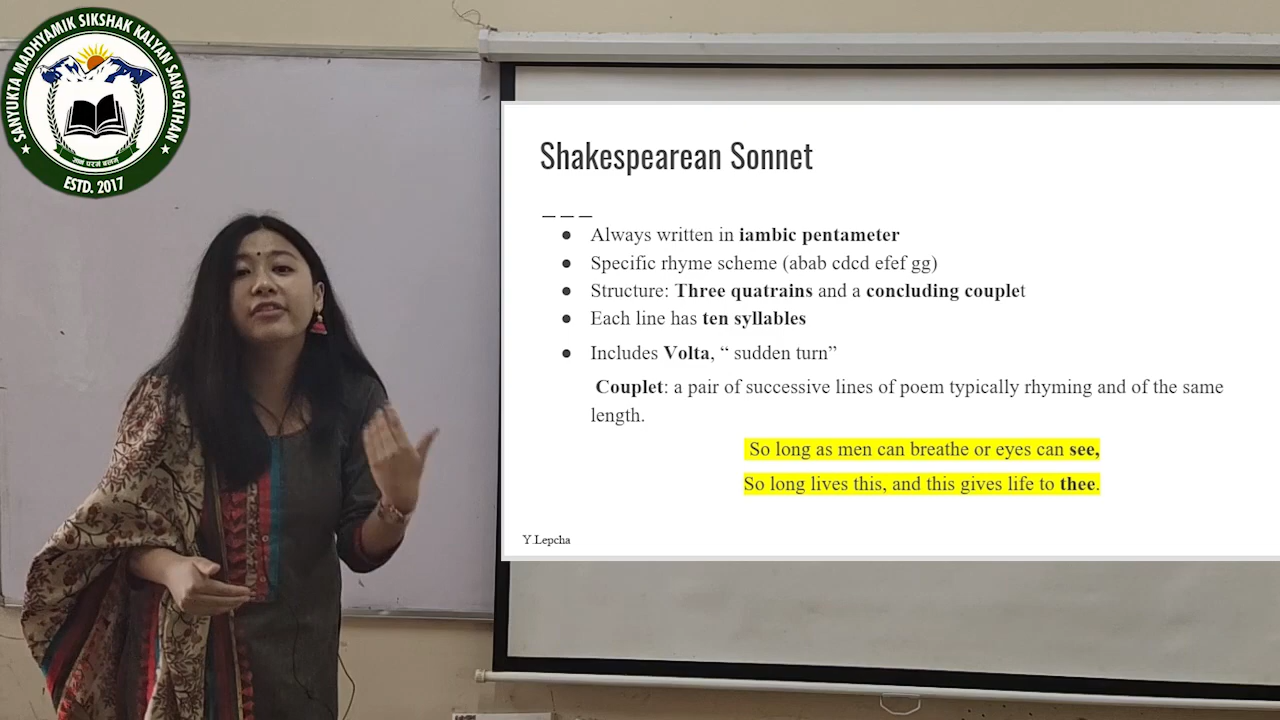 SANYUKTA MADHYAMIK SIKSHAK KALYAN SANGATHAN
ज्ञान परमं बलम्
ESTD. 2017
Shakespearean Sonnet
___
● Always written in iambic pentameter
● Specific rhyme scheme (abab cdcd efef gg)
● Structure: Three quatrains and a concluding couplet
● Each line has ten syllables
● Includes Volta, “ sudden turn”
Couplet: a pair of successive lines of poem typically rhyming and of the same
length.
So long as men can breathe or eyes can see,
So long lives this, and this gives life to thee.
Y.Lepcha